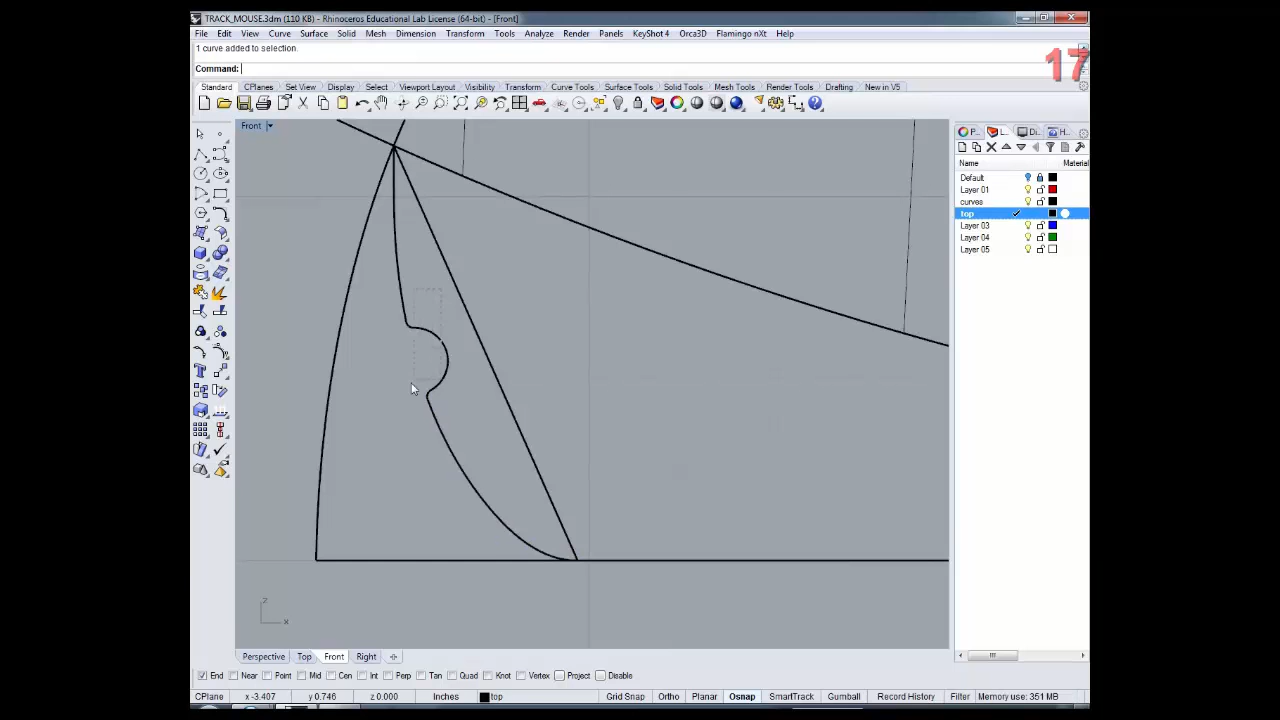 TRACK_MOUSE.3dm (110 KB) - Rhinoceros Educational Lab License (64-bit) - [Front]
File Edit View Curve Surface Solid Mesh Dimension Transform Tools Analyze Render Panels KeyShot 4 Orca3D Flamingo nXt Help
1 curve added to selection.
Command:
17
Standard CPlanes Set View Display Select Viewport Layout Visibility Transform Curve Tools Surface Tools Solid Tools Mesh Tools Render Tools Drafting New in V5
Front
P... L... Di... H...
Name Material
Default
Layer 01
curves
top
Layer 03
Layer 04
Layer 05
z
x
Perspective Top Front Right
End Near Point Mid Cen Int Perp Tan Quad Knot Vertex Project Disable
CPlane x -3.407 y 0.746 z 0.000 Inches top Grid Snap Ortho Planar Osnap SmartTrack Gumball Record History Filter Memory use: 351 MB